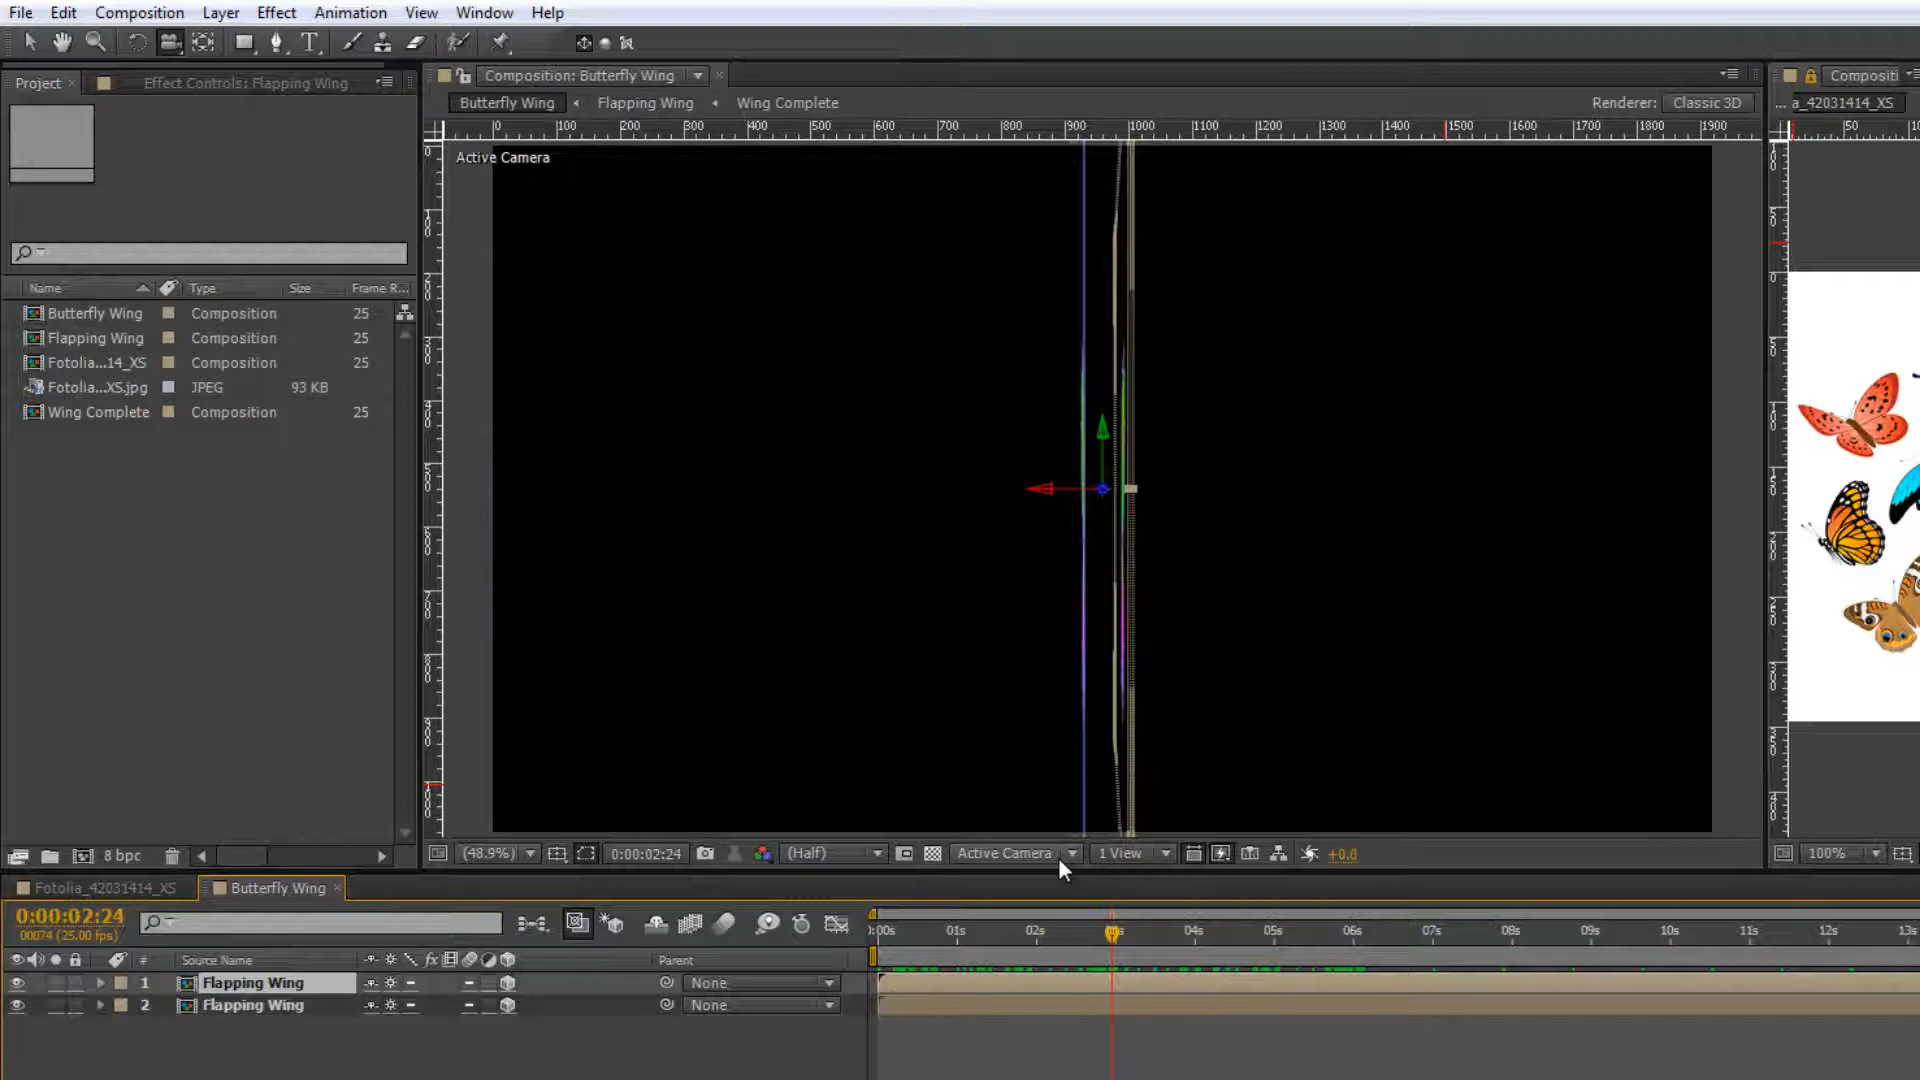 File Edit Composition Layer Effect Animation View Window Help
Project Effect Controls: Flapping Wing
Composition: Butterfly Wing
Compositi
Butterfly Wing Flapping Wing Wing Complete
Renderer: Classic 3D
... a_42031414_XS
0 100 200 300 400 500 600 700 800 900 1000 1100 1200 1300 1400 1500 1600 1700 1800 1900
50
Active Camera
Name Type Size Frame R...
Butterfly Wing Composition 25
Flapping Wing Composition 25
Fotolia...14_XS Composition 25
Fotolia...XS.jpg JPEG 93 KB
Wing Complete Composition 25
8 bpc
(48.9%) 0:00:02:24 (Half) Active Camera 1 View +0.0
100%
Fotolia_42031414_XS Butterfly Wing
0:00:02:24
00074 (25.00 fps)
:00s 01s 02s 04s 05s 06s 07s 08s 09s 10s 11s 12s 13s
# Source Name fx Parent
1 Flapping Wing None
2 Flapping Wing None